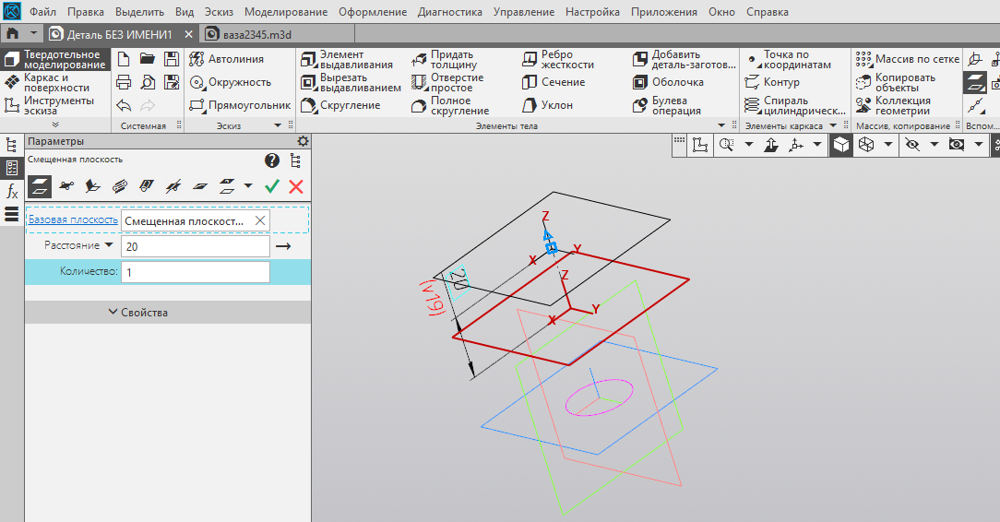 Файл Правка Выделить Вид Эскиз Моделирование Оформление Диагностика Управление Настройка Приложения Окно Справка
Деталь БЕЗ ИМЕНИ1
ваза2345.m3d
Твердотельное
моделирование
Каркас и
поверхности
Инструменты
эскиза
Системная
Автолиния
Окружность
Прямоугольник
Эскиз
Элемент
выдавливания
Вырезать
выдавливанием
Скругление
Придать
толщину
Отверстие
простое
Полное
скругление
Ребро
жесткости
Сечение
Уклон
Добавить
деталь-заготов...
Оболочка
Булева
операция
Элементы тела
Точка по
координатам
Контур
Спираль
цилиндрическ...
Элементы каркаса
Массив по сетке
Копировать
объекты
Коллекция
геометрии
Массив, копирование
Вспом...
Параметры
Смещенная плоскость
Базовая плоскость Смещенная плоскост...
Расстояние 20
Количество: 1
Свойства
fx
Z
Y
X
Z
Y
X
20
(v19)